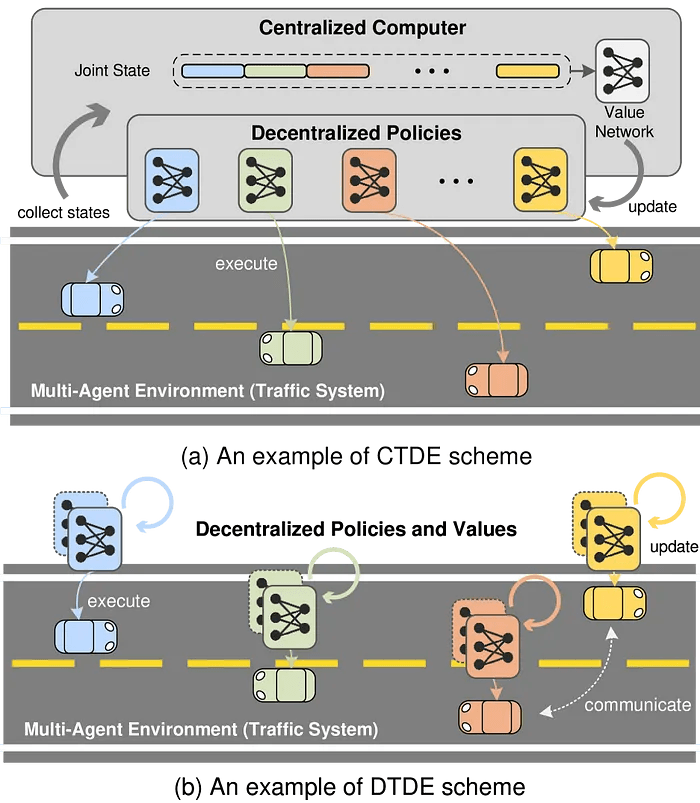 Centralized Computer
Joint State
Value
Network
Decentralized Policies
collect states
update
execute
Multi-Agent Environment (Traffic System)
(a) An example of CTDE scheme
Decentralized Policies and Values
update
execute
communicate
Multi-Agent Environment (Traffic System)
(b) An example of DTDE scheme